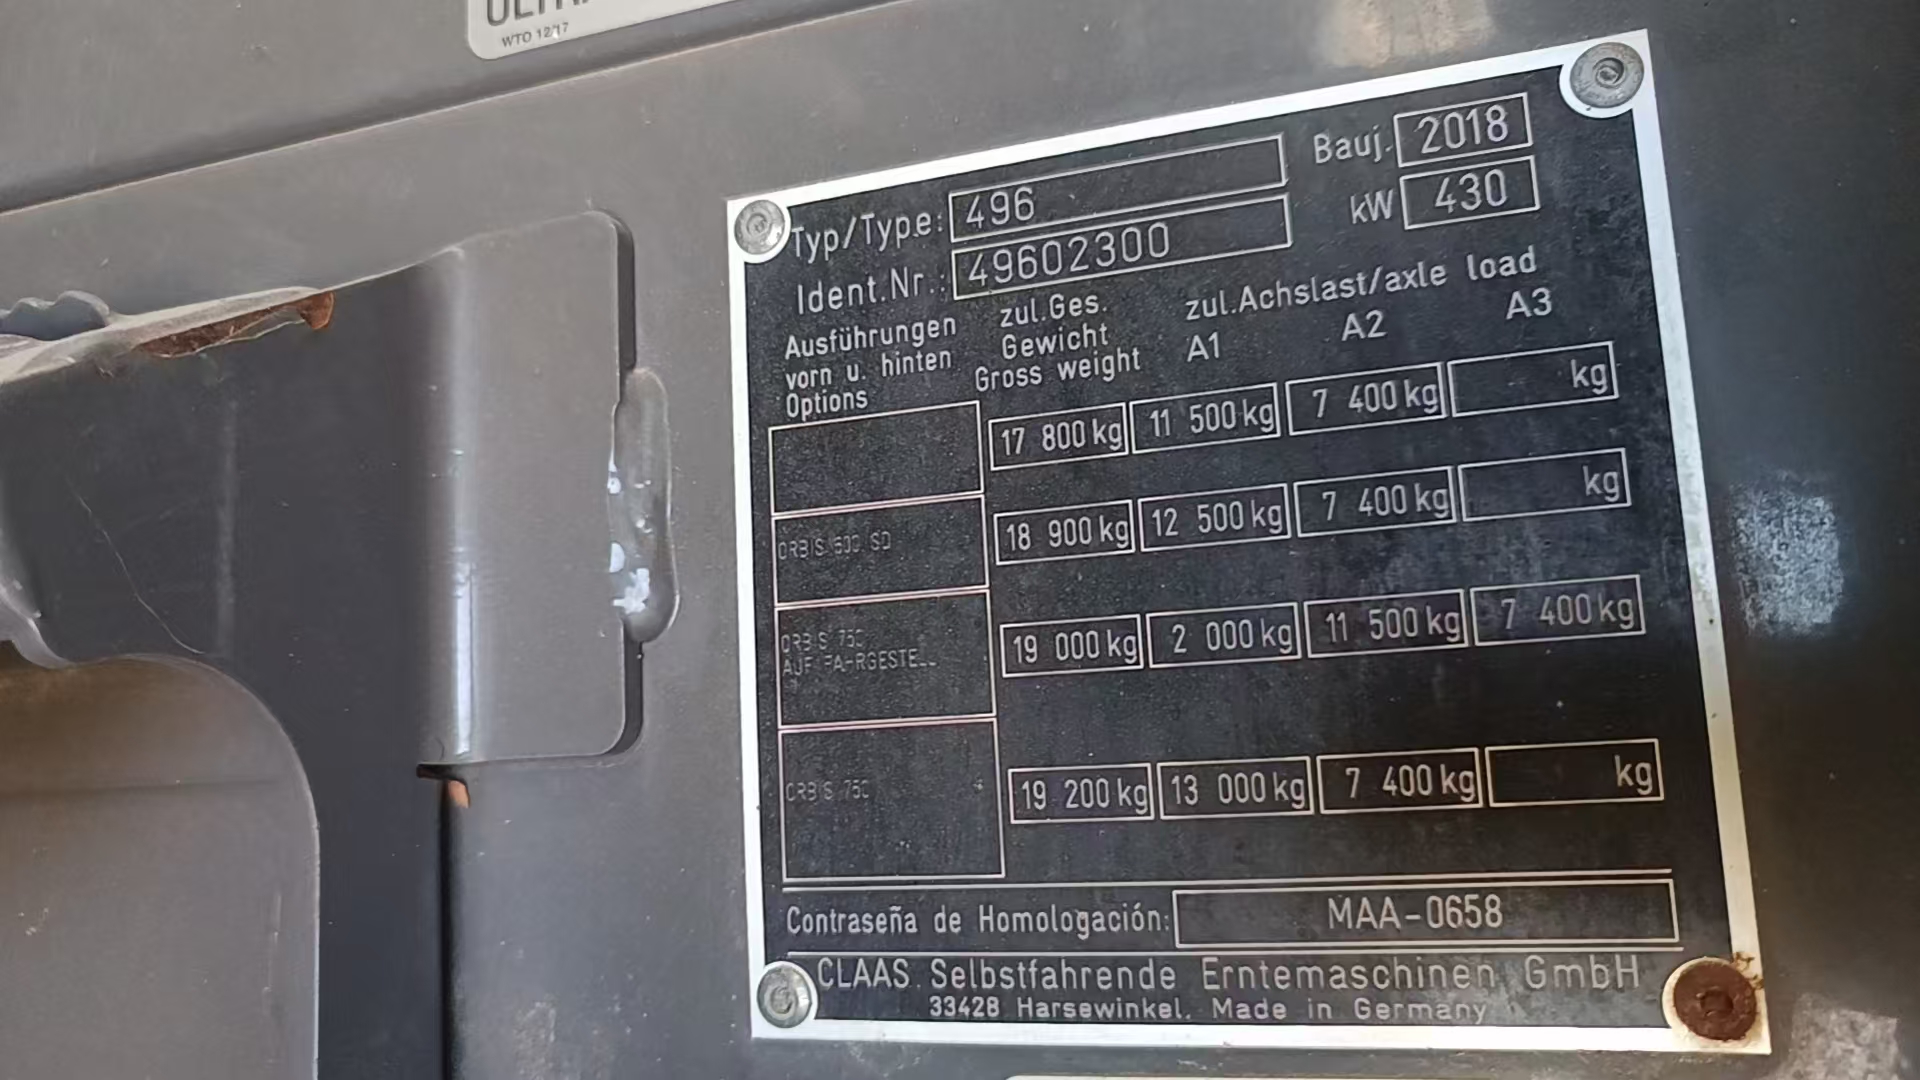 WTO 12/17
Typ/Type: 496 Bauj. 2018
Ident.Nr.: 49602300 kW 430
Ausführungen vorn u. hinten Options zul.Ges. Gewicht Gross weight zul.Achslast/axle load A1 A2 A3
17 800 kg 11 500 kg 7 400 kg kg
ORBIS 600 SD 18 900 kg 12 500 kg 7 400 kg kg
ORBIS 750 19 000 kg 2 000 kg 11 500 kg 7 400 kg
AUF
ORBIS 750 19 200 kg 13 000 kg 7 400 kg kg
Contraseña de Homologación: MAA-0658
CLAAS Selbstfahrende Erntemaschinen GmbH
33428 Harsewinkel. Made in Germany